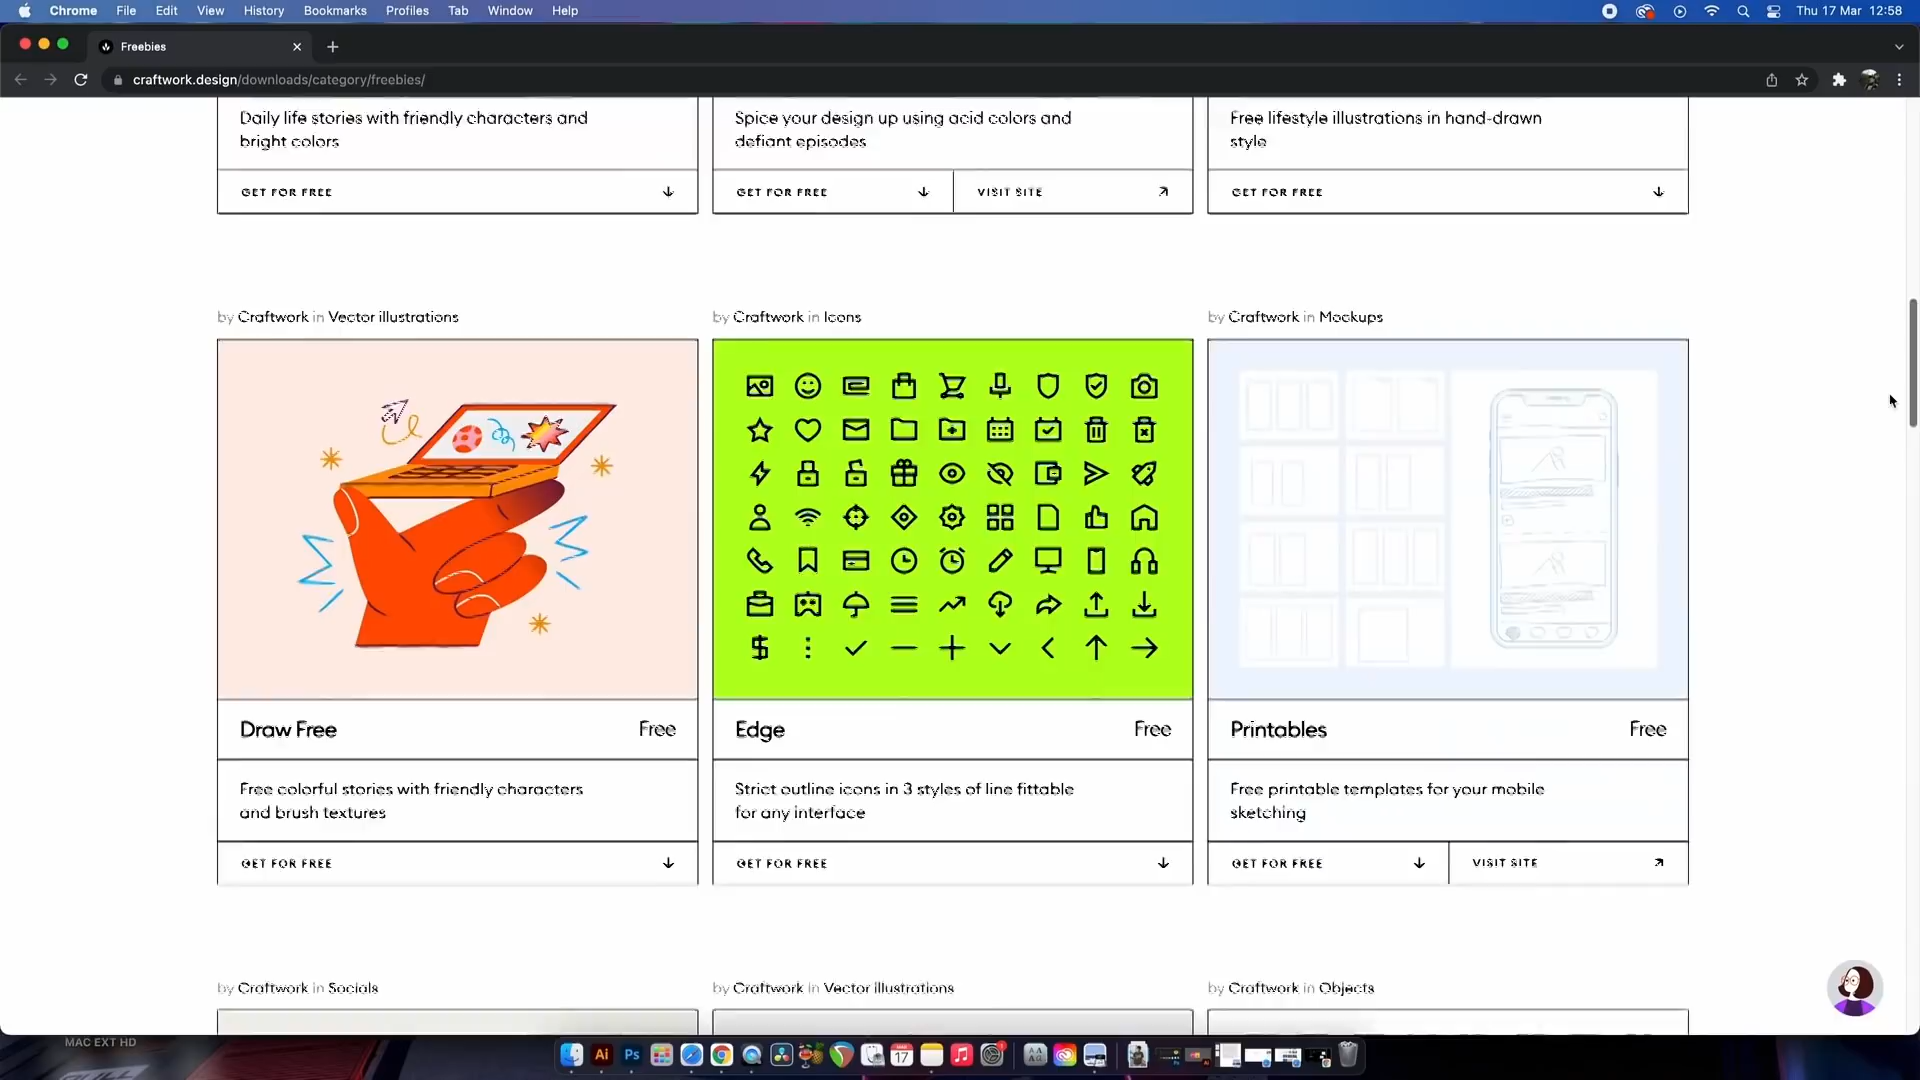 Chrome File Edit View History Bookmarks Profiles Tab Window Help Thu 17 Mar 12:58
Freebies
craftwork.design/downloads/category/freebies/
Daily life stories with friendly characters and
bright colors
GET FOR FREE
Spice your design up using acid colors and
defiant episodes
GET FOR FREE VISIT SITE
Free lifestyle illustrations in hand-drawn
style
GET FOR FREE
by Craftwork in Vector illustrations
Draw Free Free
Free colorful stories with friendly characters
and brush textures
GET FOR FREE
by Craftwork in Icons
Edge Free
Strict outline icons in 3 styles of line fittable
for any interface
GET FOR FREE
by Craftwork in Mockups
Printables Free
Free printable templates for your mobile
sketching
GET FOR FREE VISIT SITE
by Craftwork in Socials
by Craftwork in Vector illustrations
by Craftwork in Objects
MAC EXT HD
Ai Ps 17